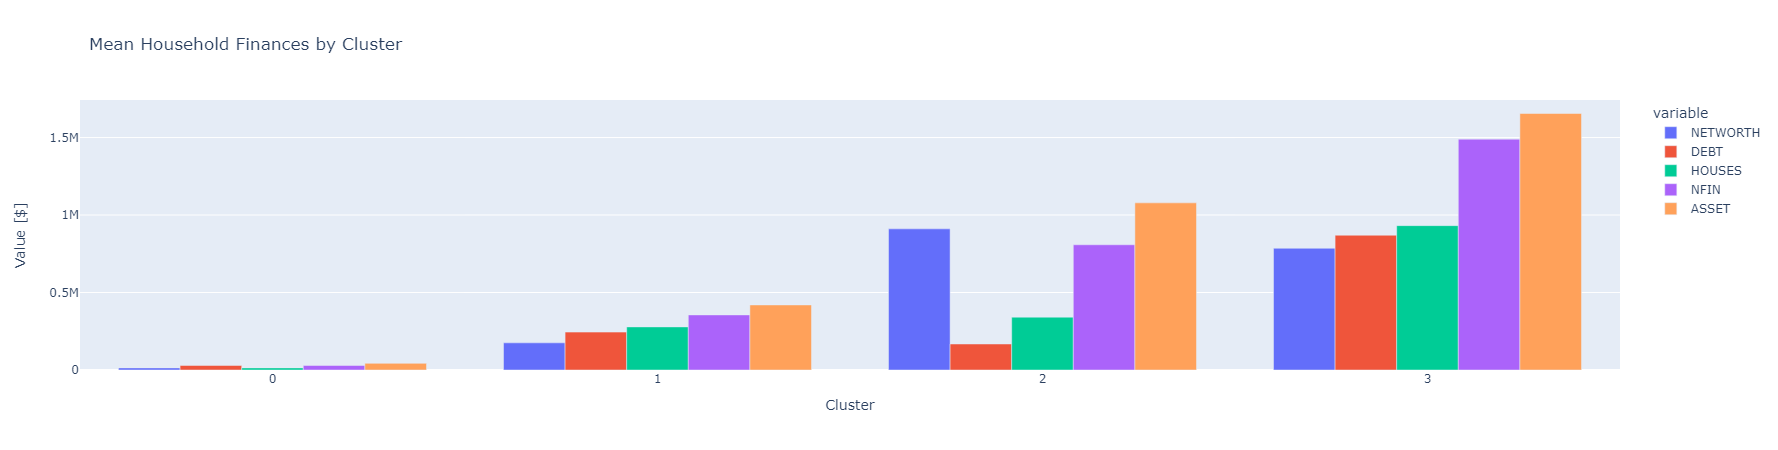 Mean Household Finances by Cluster
variable
NETWORTH
DEBT
HOUSES
NFIN
ASSET
Value [$]
1.5M
1M
0.5M
0
0 1 2 3
Cluster